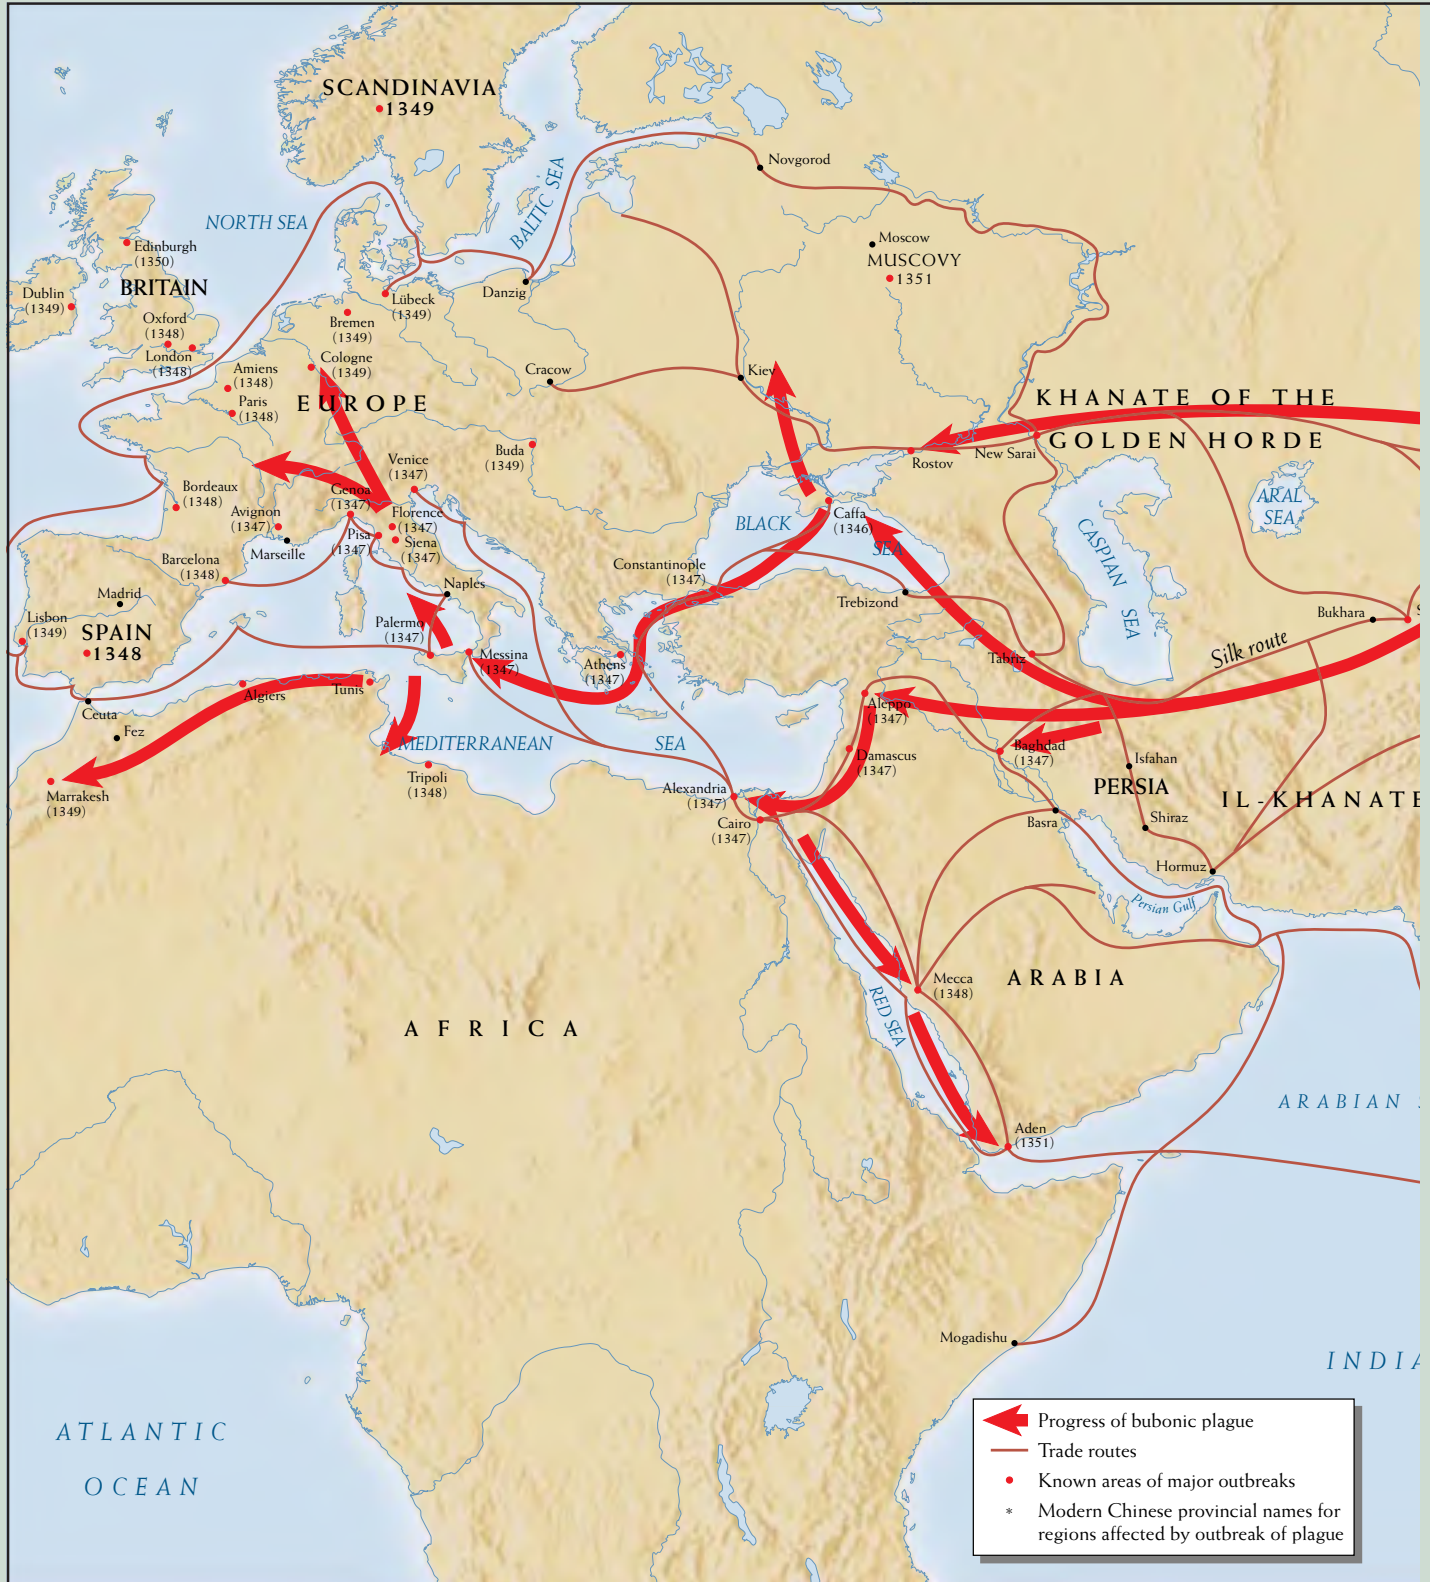 SCANDINAVIA
1349
Novgorod
BALTIC SEA
NORTH SEA
Edinburgh
(1350)
Moscow
MUSCOVY
1351
BRITAIN
Dublin
(1349)
Danzig
Lübeck
(1349)
Oxford
(1348)
Bremen
(1349)
London
(1348)
Cologne
(1349)
Amiens
(1348)
Cracow
Kiev
Paris
(1348)
EUROPE
KHANATE OF THE
GOLDEN HORDE
Buda
(1349)
Venice
(1347)
Rostov
New Sarai
Bordeaux
(1348)
Genoa
(1347)
ARAL
SEA
Avignon
(1347)
Florence
(1347)
Caffa
(1346)
BLACK
SEA
CASPIAN
SEA
Pisa
(1347)
Siena
(1347)
Marseille
Barcelona
(1348)
Constantinople
(1347)
Madrid
Naples
Trebizond
Bukhara
Lisbon
(1349)
SPAIN
1348
Palermo
(1347)
Silk route
S
Messina
(1347)
Athens
(1347)
Tabriz
Algiers
Tunis
Aleppo
(1347)
Ceuta
Fez
* MEDITERRANEAN
SEA
Damascus
(1347)
Baghdad
(1347)
Isfahan
Tripoli
(1348)
Marrakesh
(1349)
Alexandria
(1347)
PERSIA
IL-KHANATE
Cairo
(1347)
Basra
Shiraz
Hormuz
Persian Gulf
Mecca
(1348)
ARABIA
RED SEA
AFRICA
ARABIAN S
Aden
(1351)
Mogadishu
INDIA
ATLANTIC
OCEAN
Progress of bubonic plague
Trade routes
Known areas of major outbreaks
* Modern Chinese provincial names for
regions affected by outbreak of plague